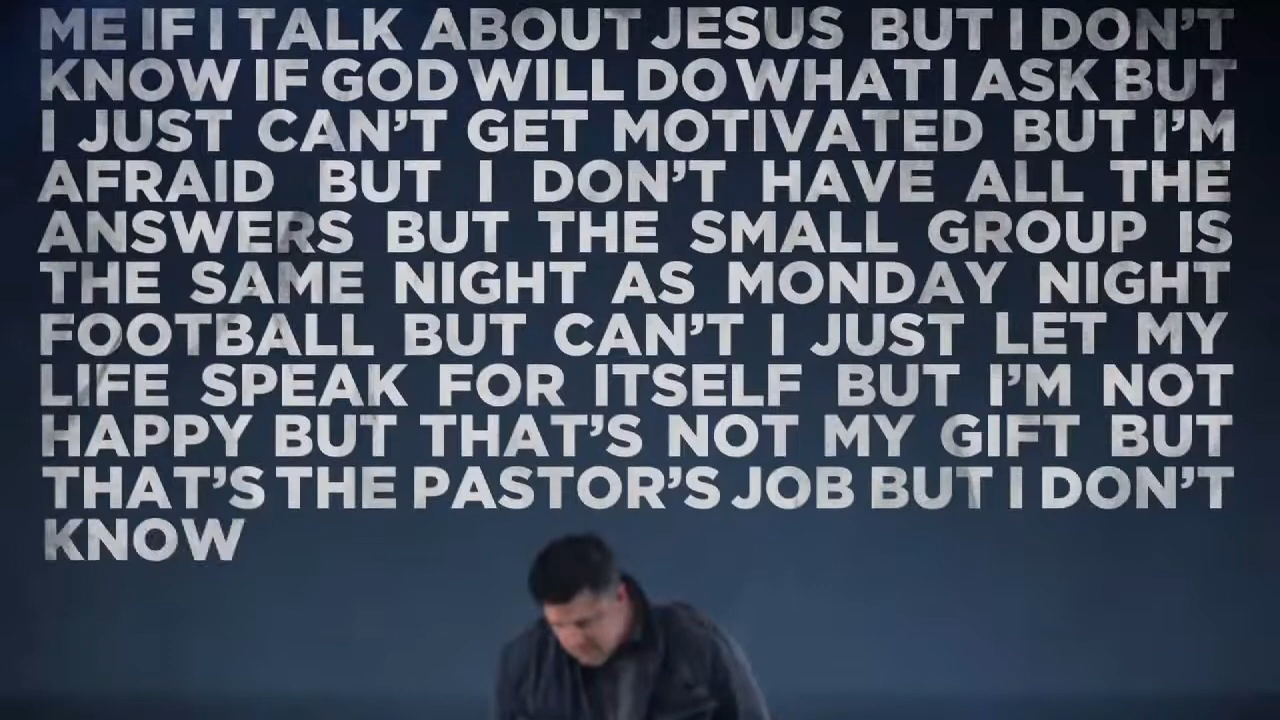 ME IF I TALK ABOUT JESUS BUT I DON'T
KNOW IF GOD WILL DO WHAT I ASK BUT
I JUST CAN'T GET MOTIVATED BUT I'M
AFRAID BUT I DON'T HAVE ALL THE
ANSWERS BUT THE SMALL GROUP IS
THE SAME NIGHT AS MONDAY NIGHT
FOOTBALL BUT CAN'T I JUST LET MY
LIFE SPEAK FOR ITSELF BUT I'M NOT
HAPPY BUT THAT'S NOT MY GIFT BUT
THAT'S THE PASTOR'S JOB BUT I DON'T
KNOW